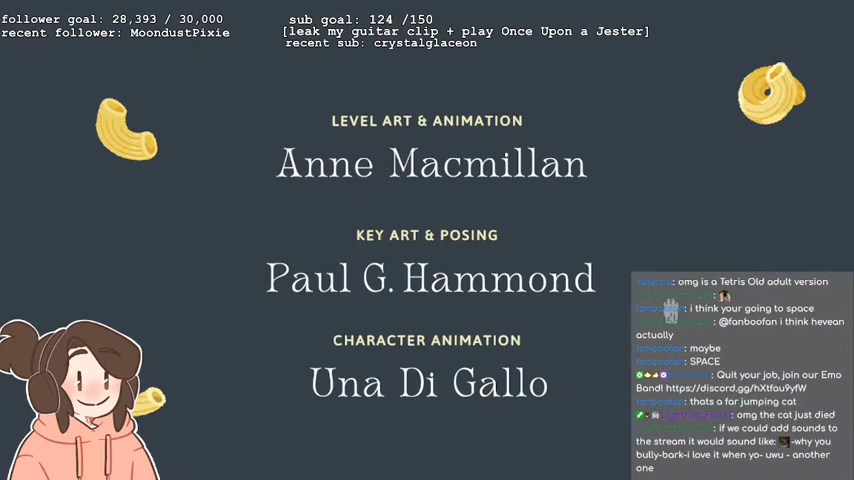 follower goal: 28,393 / 30,000
recent follower: MoondustPixie
sub goal: 124 /150
[leak my guitar clip + play Once Upon a Jester]
recent sub: crystalglaceon
LEVEL ART & ANIMATION
Anne Macmillan
KEY ART & POSING
Paul G. Hammond
CHARACTER ANIMATION
Una Di Gallo
: omg is a Tetris Old adult version
:
fanboofan: i think your going to space
: @fanboofan i think hevean
actually
fanboofan: maybe
fanboofan: SPACE
: Quit your job, join our Emo
Band! https://discord.gg/hXtfau9yfW
fanboofan: thats a far jumping cat
: omg the cat just died
: if we could add sounds to
the stream it would sound like: -why you
bully-bark-i love it when yo- uwu - another
one